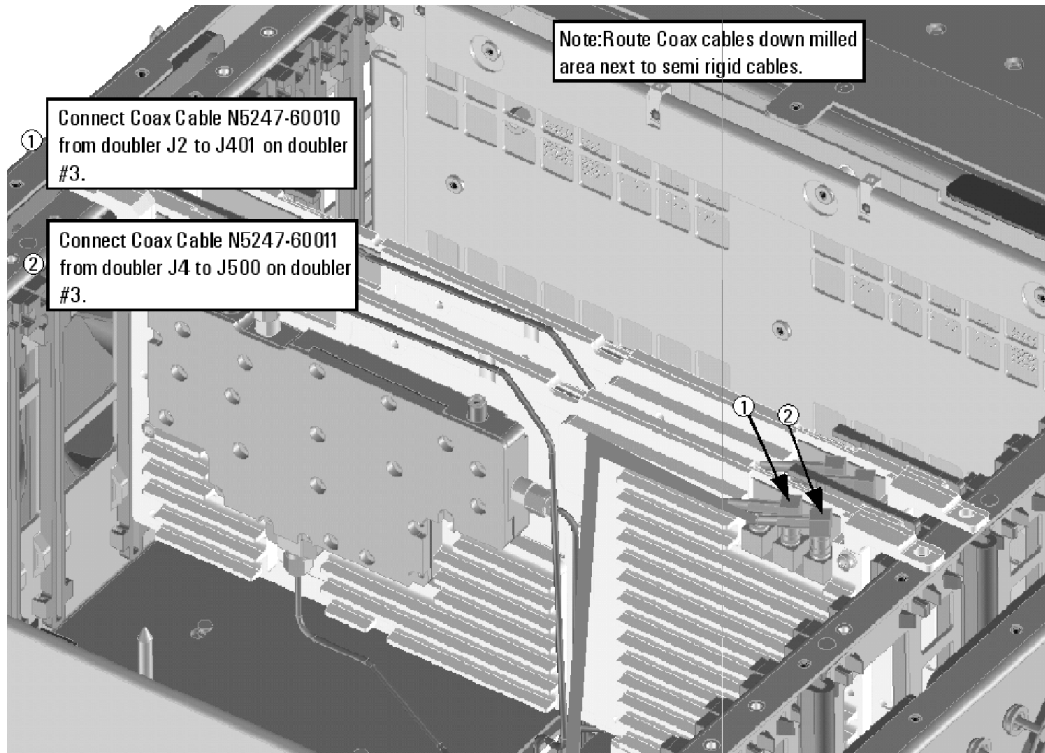 Note:Route Coax cables down milled
area next to semi rigid cables.
1
Connect Coax Cable N5247-60010
from doubler J2 to J401 on doubler
#3.
2
Connect Coax Cable N5247-60011
from doubler J4 to J500 on doubler
#3.
1
2